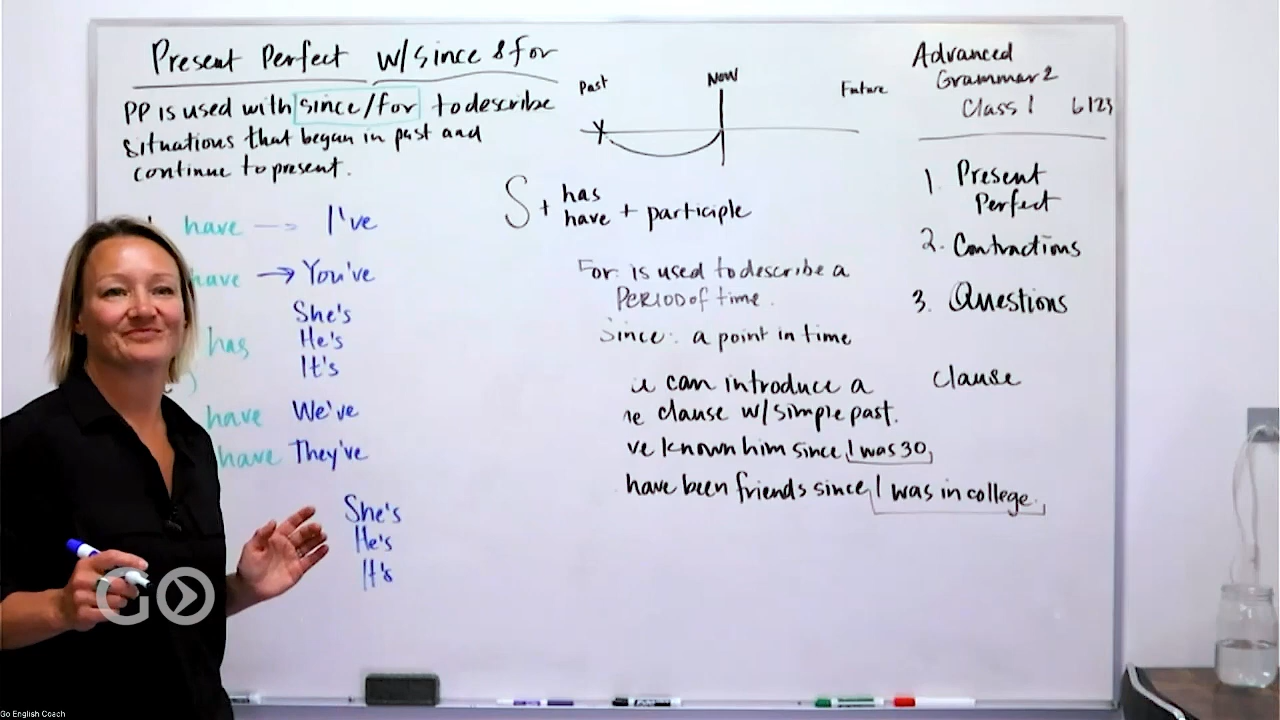 Present Perfect w/since & for
PP is used with since/for to describe
situations that began in past and
continue to present.
have --> I've
have → You've
She's
has He's
It's
have We've
have They've
She's
He's
It's
Past Now Future
X
S + has
have + participle
For: is used to describe a
PERIOD of time.
Since: a point in time
can introduce a clause
clause w/simple past.
've known him since I was 30,
have been friends since I was in college.
Advanced
Grammar 2
Class 1 6123
1. Present
Perfect
2. Contractions
3. Questions
GO
Go English Coach